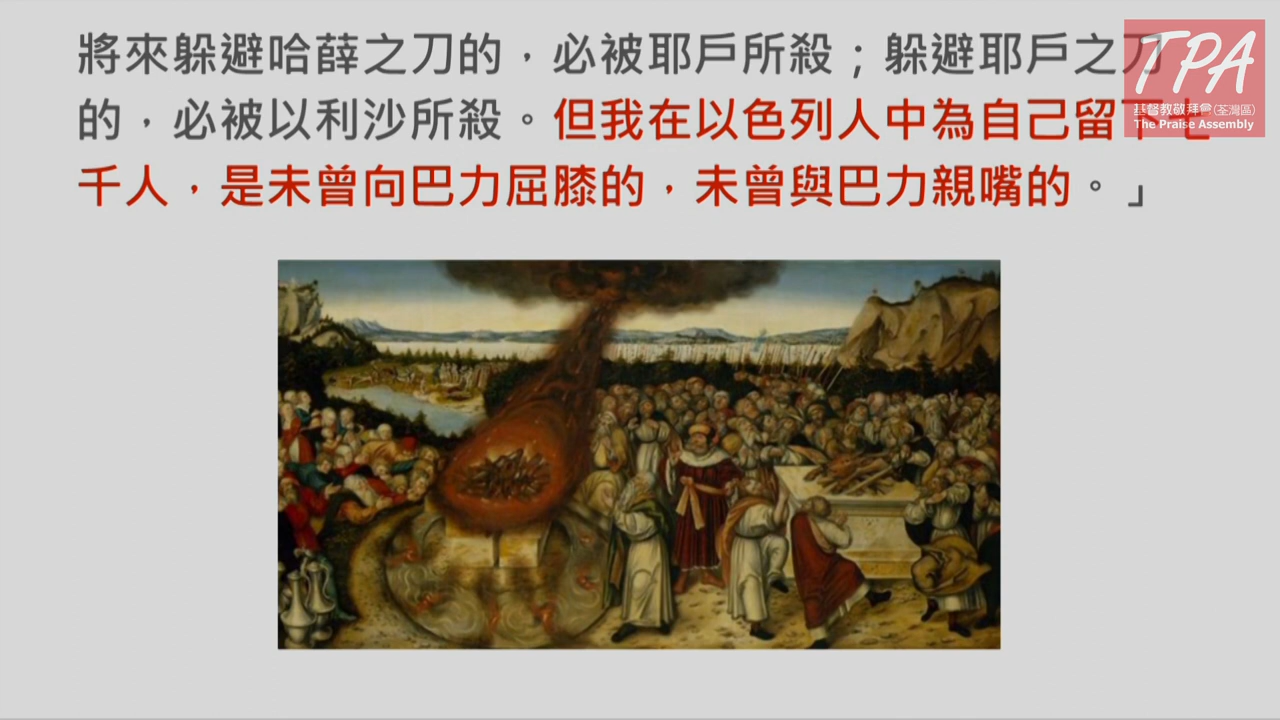 將來躲避哈薛之刀的，必被耶戶所殺；躲避耶戶之刀
的，必被以利沙所殺。但我在以色列人中為自己留下七
千人，是未曾向巴力屈膝的，未曾與巴力親嘴的。」
TPA
基督教敬拜會(荃灣區)
The Praise Assembly